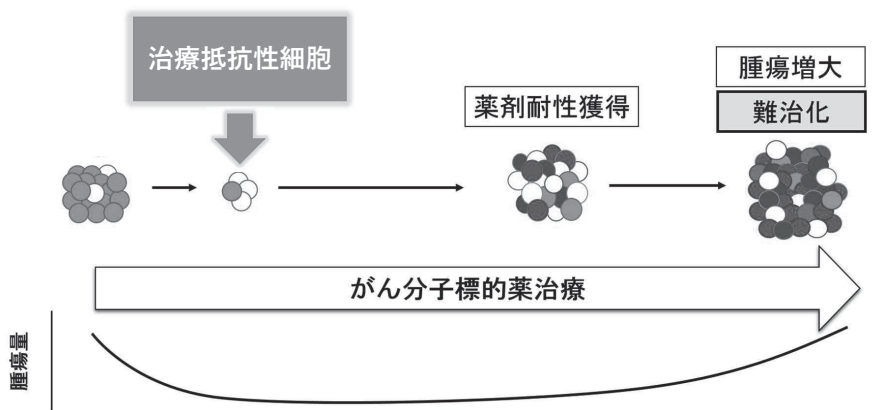 治療抵抗性細胞
腫瘍増大
薬剤耐性獲得
難治化
がん分子標的薬治療
腫瘍量